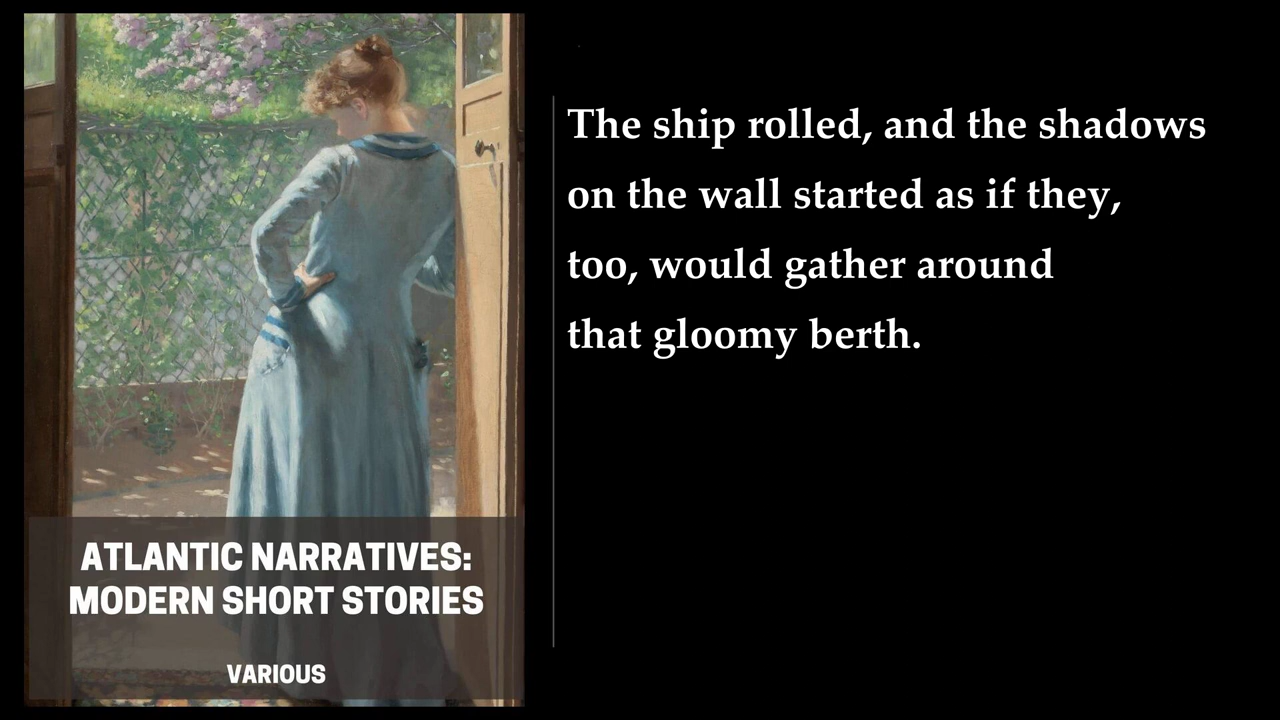 The ship rolled, and the shadows
on the wall started as if they,
too, would gather around
that gloomy berth.
ATLANTIC NARRATIVES:
MODERN SHORT STORIES
VARIOUS